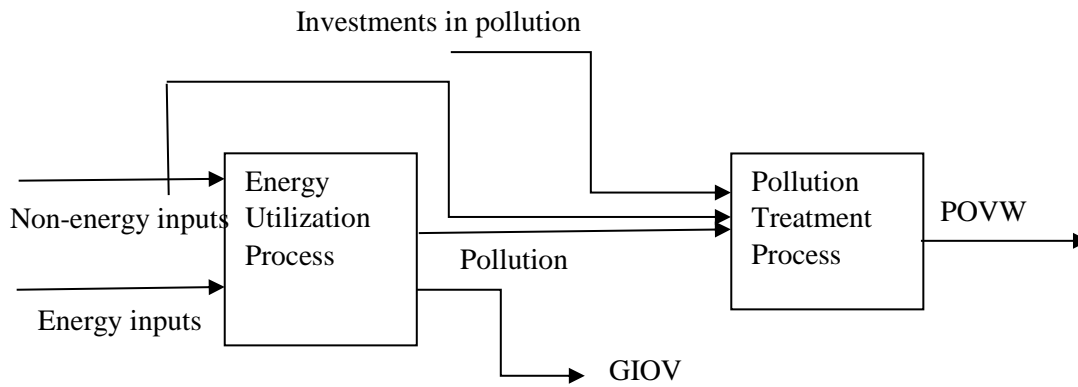 Investments in pollution
Energy
Utilization
Process
Pollution
Treatment
Process
Non-energy inputs
POVW
Pollution
Energy inputs
GIOV